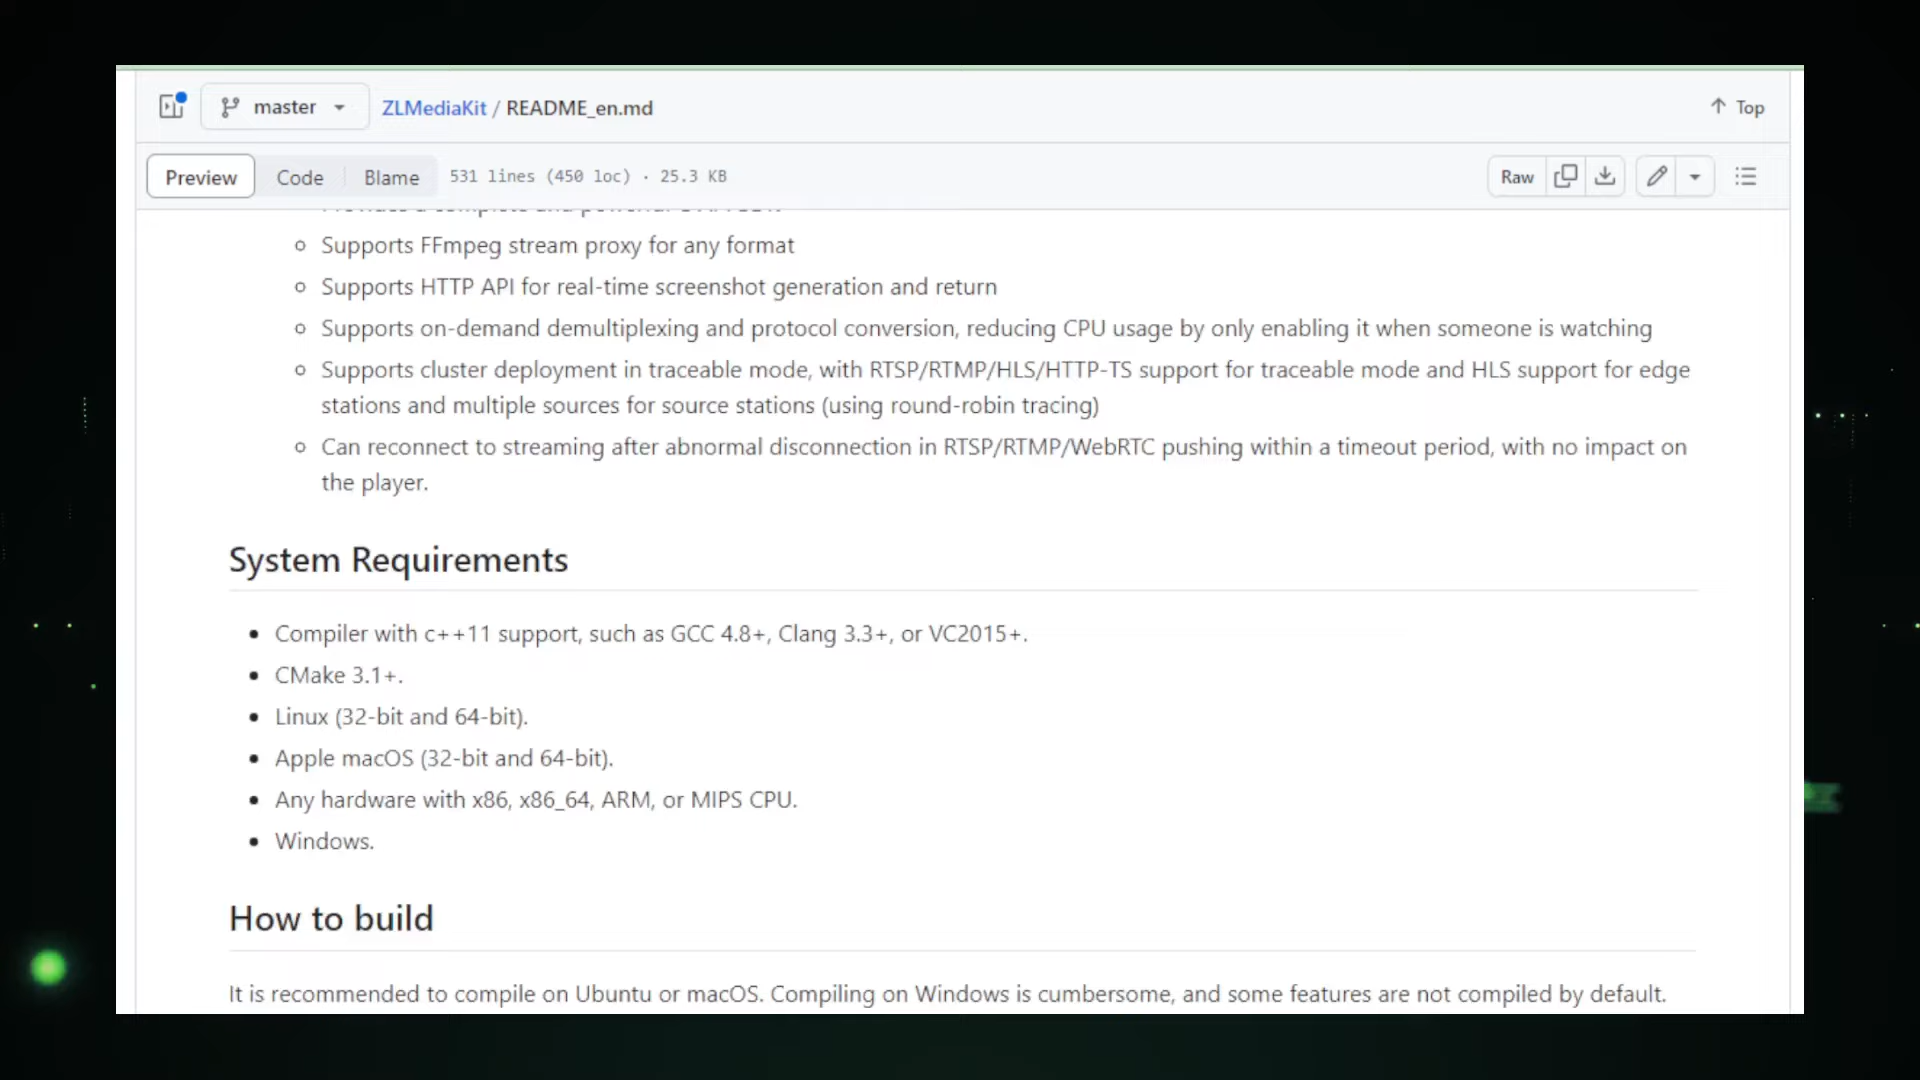 master
ZLMediaKit / README_en.md
Top
Preview
Code
Blame
531 lines (450 loc) · 25.3 KB
Raw
Supports FFmpeg stream proxy for any format
Supports HTTP API for real-time screenshot generation and return
Supports on-demand demultiplexing and protocol conversion, reducing CPU usage by only enabling it when someone is watching
Supports cluster deployment in traceable mode, with RTSP/RTMP/HLS/HTTP-TS support for traceable mode and HLS support for edge
stations and multiple sources for source stations (using round-robin tracing)
Can reconnect to streaming after abnormal disconnection in RTSP/RTMP/WebRTC pushing within a timeout period, with no impact on
the player.
System Requirements
Compiler with c++11 support, such as GCC 4.8+, Clang 3.3+, or VC2015+.
CMake 3.1+.
Linux (32-bit and 64-bit).
Apple macOS (32-bit and 64-bit).
Any hardware with x86, x86_64, ARM, or MIPS CPU.
Windows.
How to build
It is recommended to compile on Ubuntu or macOS. Compiling on Windows is cumbersome, and some features are not compiled by default.